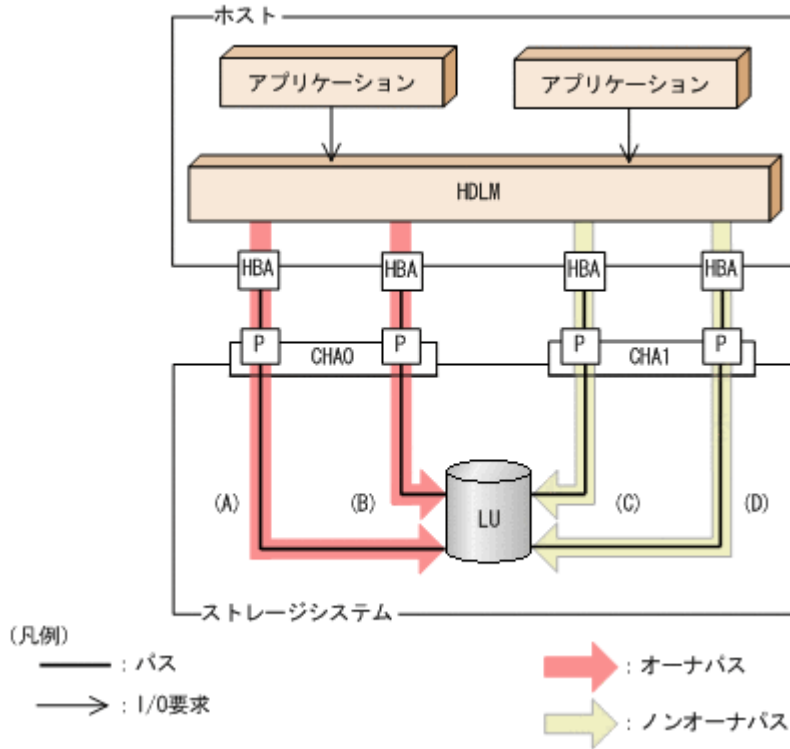 ホスト
アプリケーション
アプリケーション
HDLM
HBA
HBA
HBA
HBA
P
CHA0
P
P
CHA1
P
(A)
(B)
LU
(C)
(D)
ストレージシステム
(凡例)
: パス
: I/O要求
: オーナパス
: ノンオーナパス